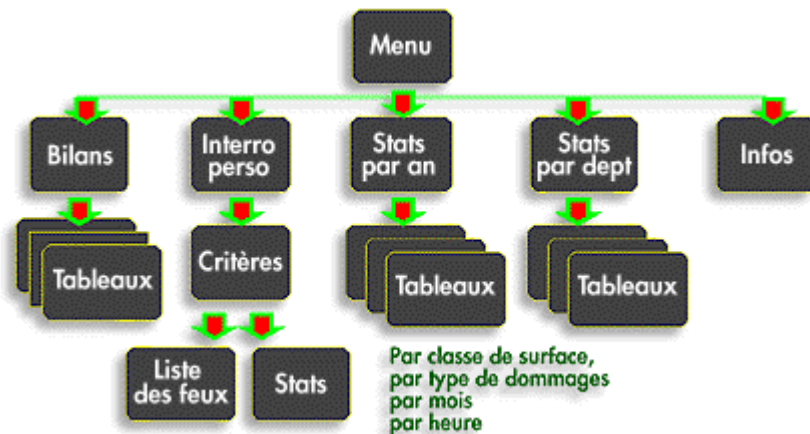 Menu
Bilans
Interro
perso
Stats
par an
Stats
par dept
Infos
Tableaux
Critères
Tableaux
Tableaux
Liste
des feux
Stats
Par classe de surface,
par type de dommages
par mois
par heure